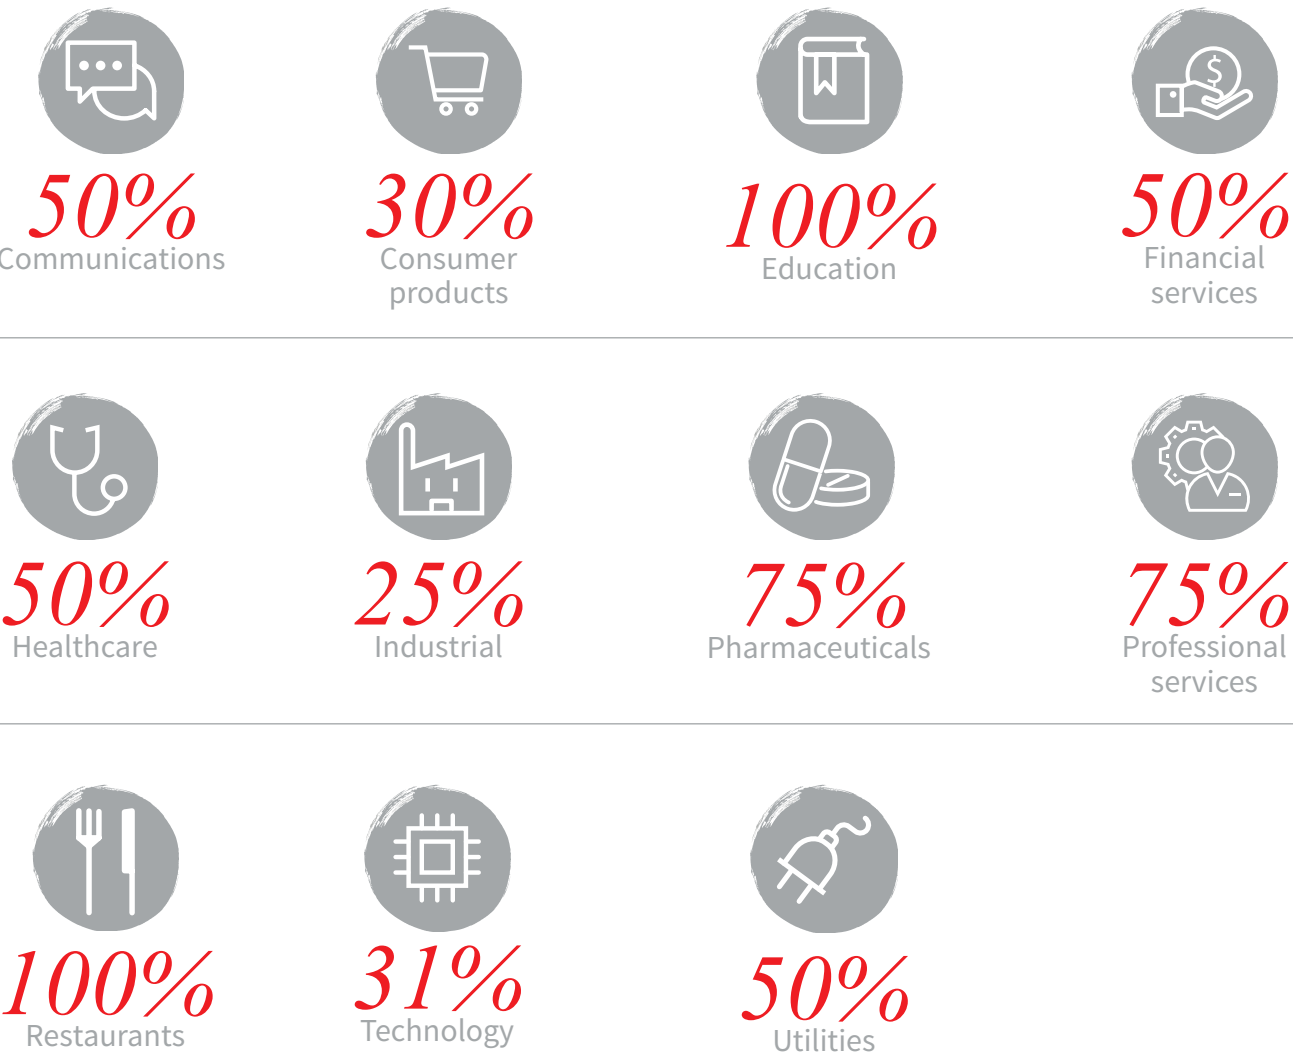 50%
Communications
30%
Consumer
products
100%
Education
$
50%
Financial
services
50%
Healthcare
25%
Industrial
75%
Pharmaceuticals
75%
Professional
services
100%
Restaurants
31%
Technology
50%
Utilities